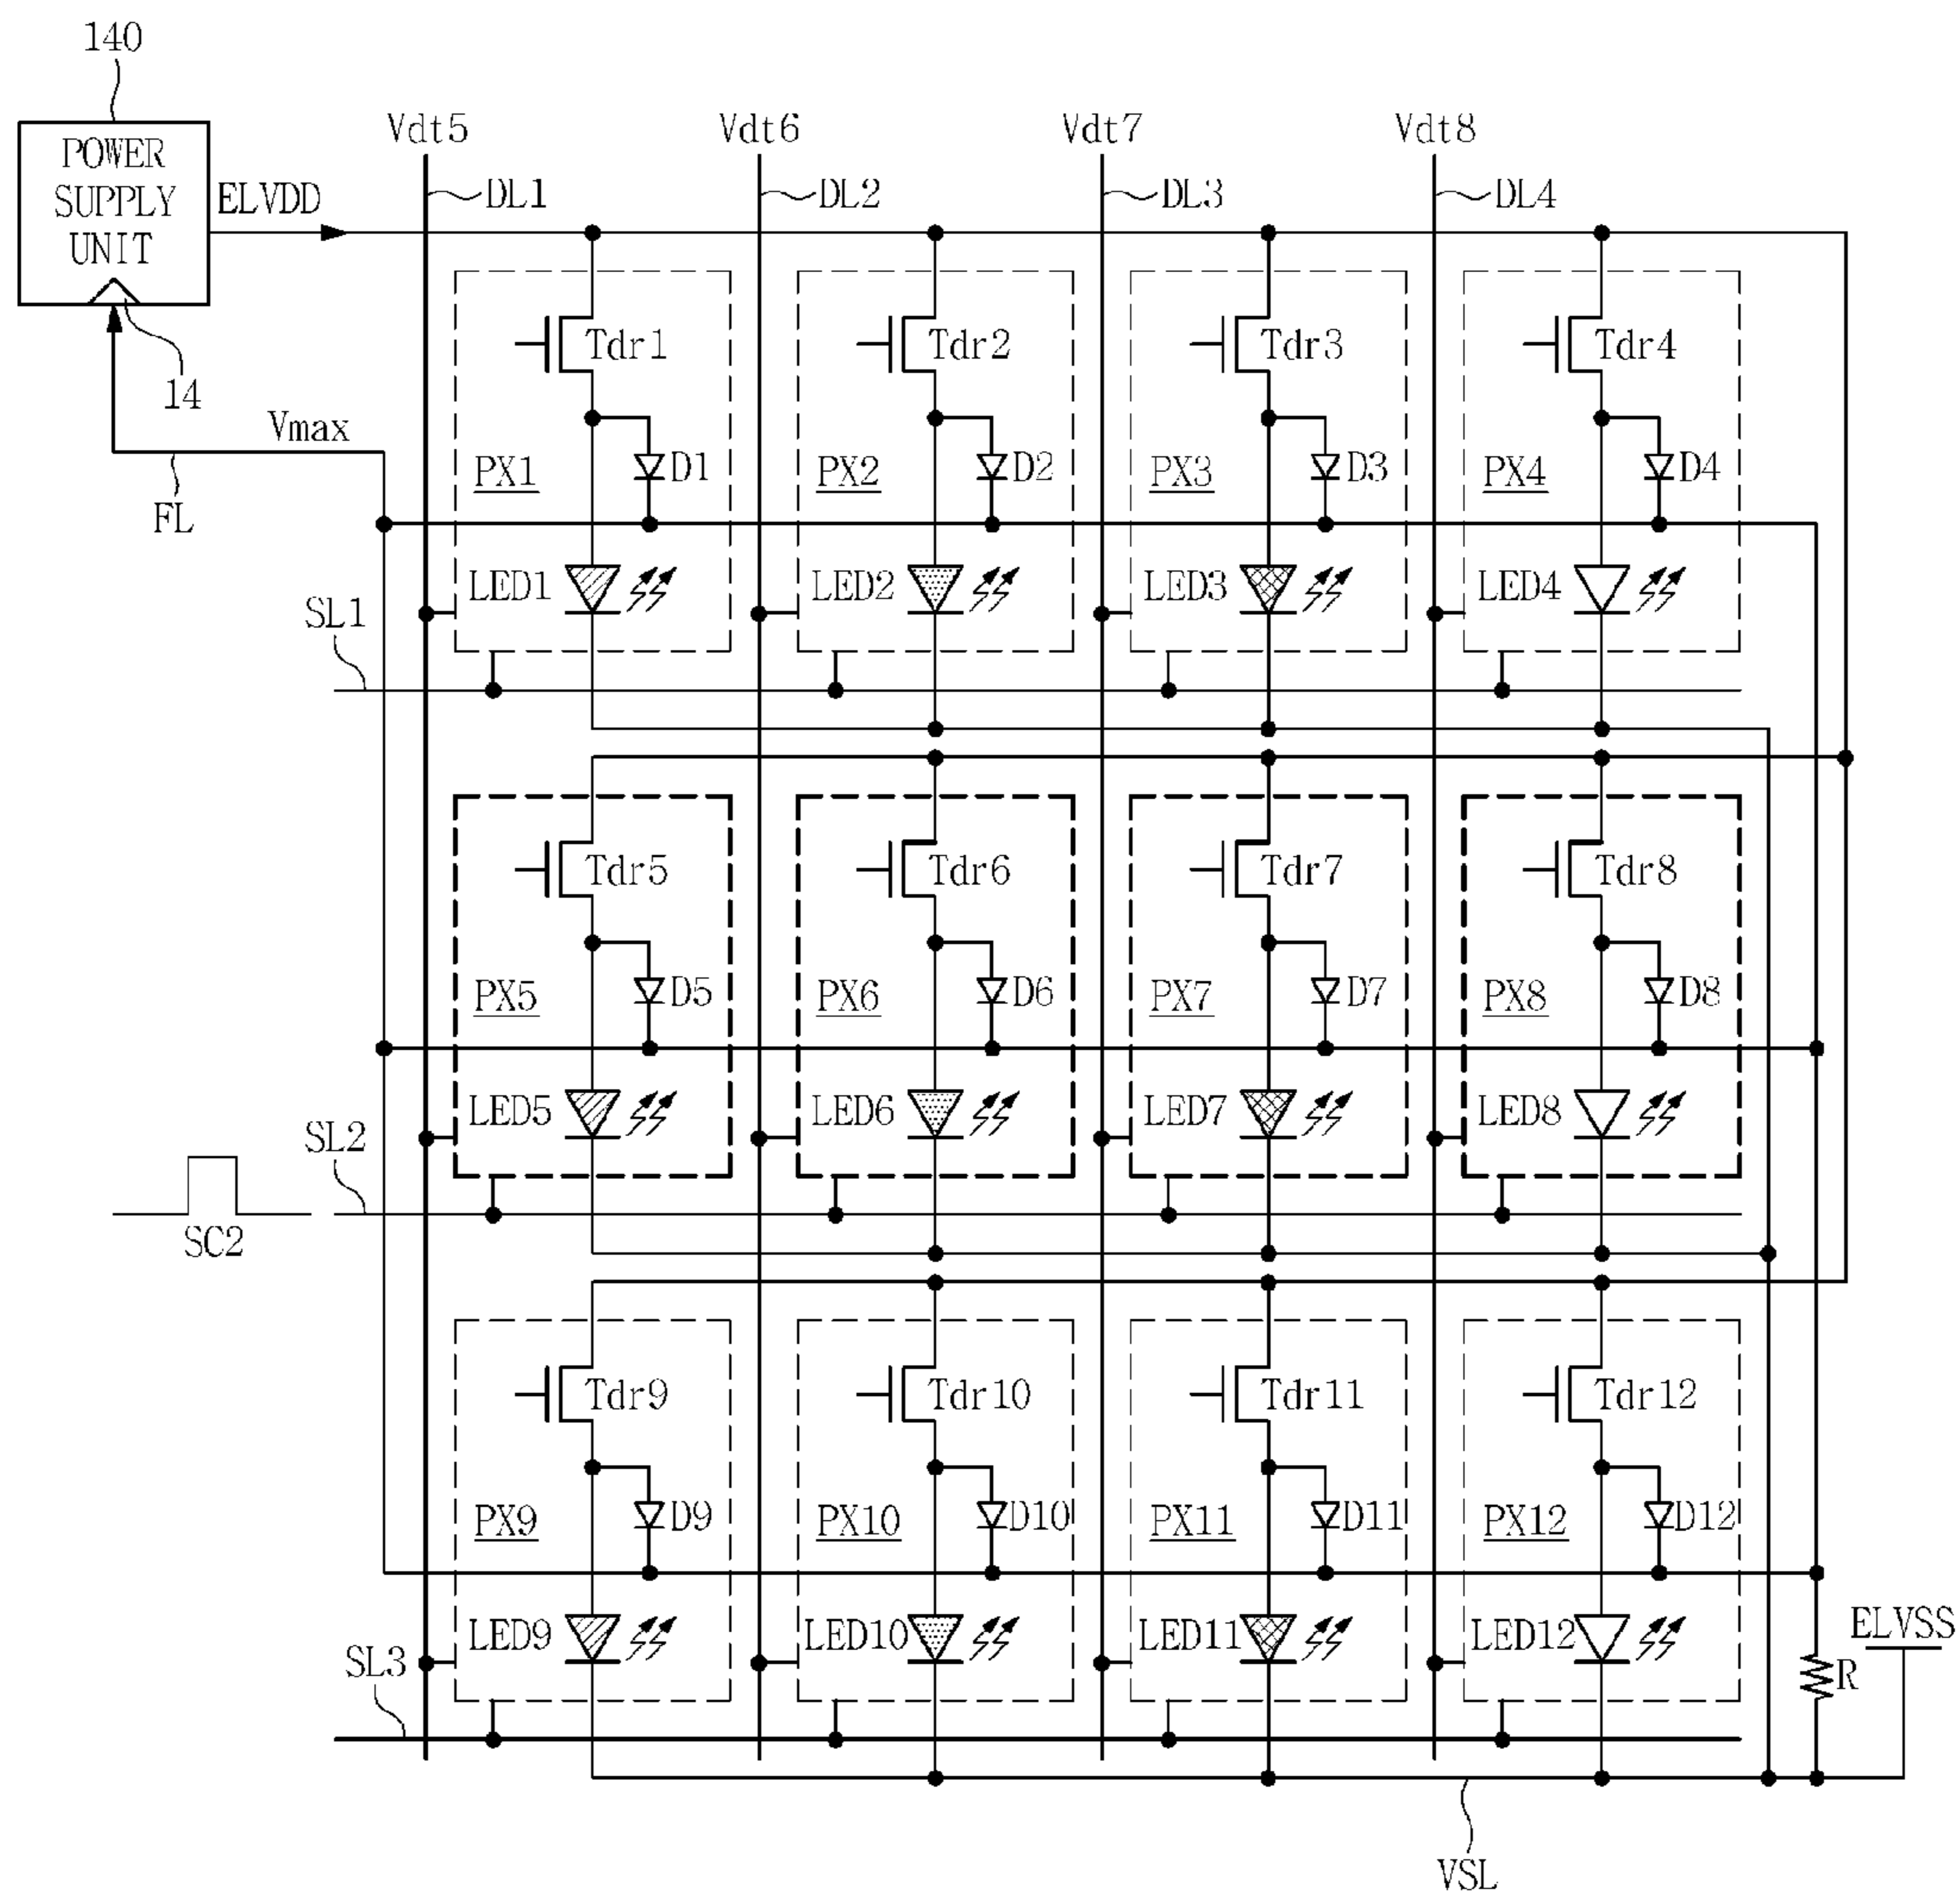 140
POWER
SUPPLY
UNIT
ELVDD
14
Vmax
FL
Vdt5 Vdt6 Vdt7 Vdt8
DL1 DL2 DL3 DL4
Tdr1 Tdr2 Tdr3 Tdr4
PX1 D1 PX2 D2 PX3 D3 PX4 D4
LED1 LED2 LED3 LED4
SL1
Tdr5 Tdr6 Tdr7 Tdr8
PX5 D5 PX6 D6 PX7 D7 PX8 D8
LED5 LED6 LED7 LED8
SL2
SC2
Tdr9 Tdr10 Tdr11 Tdr12
PX9 D9 PX10 D10 PX11 D11 PX12 D12
LED9 LED10 LED11 LED12
SL3
ELVSS
R
VSL